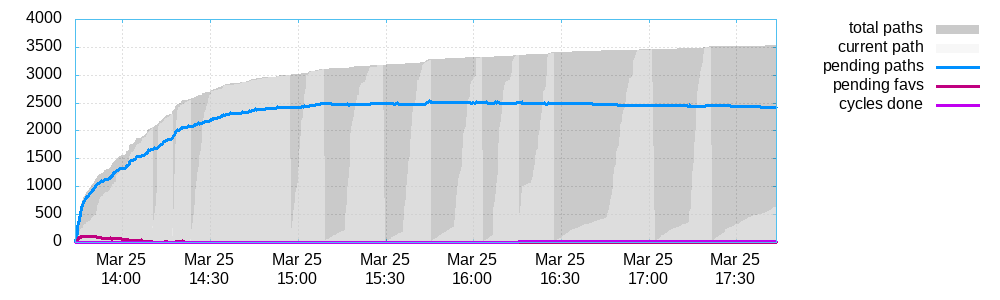 4000
3500
3000
2500
2000
1500
1000
500
0
Mar 25 Mar 25 Mar 25 Mar 25 Mar 25 Mar 25 Mar 25 Mar 25
14:00 14:30 15:00 15:30 16:00 16:30 17:00 17:30
total paths
current path
pending paths
pending favs
cycles done